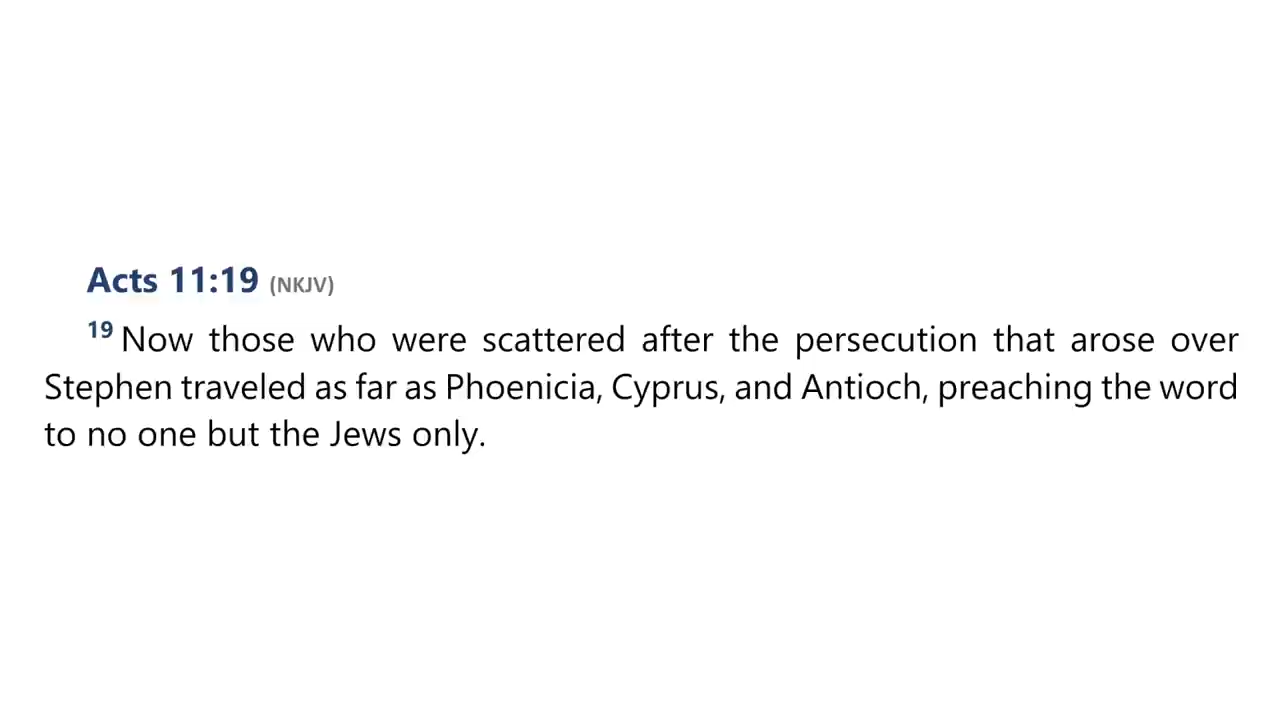 Acts 11:19 (NKJV)
19 Now those who were scattered after the persecution that arose over
Stephen traveled as far as Phoenicia, Cyprus, and Antioch, preaching the word
to no one but the Jews only.